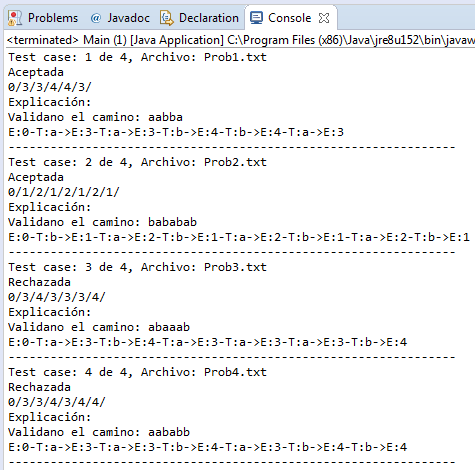 Problems @ Javadoc Declaration Console
<terminated> Main (1) [Java Application] C:\Program Files (x86)\Java\jre8u152\bin\javaw
Test case: 1 de 4, Archivo: Prob1.txt
Aceptada
0/3/3/4/4/3/
Explicación:
Validano el camino: aabba
E:0-T:a->E:3-T:a->E:3-T:b->E:4-T:b->E:4-T:a->E:3
----------------------------------------------------------------
Test case: 2 de 4, Archivo: Prob2.txt
Aceptada
0/1/2/1/2/1/2/1/
Explicación:
Validano el camino: bababab
E:0-T:b->E:1-T:a->E:2-T:b->E:1-T:a->E:2-T:b->E:1-T:a->E:2-T:b->E:1
----------------------------------------------------------------
Test case: 3 de 4, Archivo: Prob3.txt
Rechazada
0/3/4/3/3/3/4/
Explicación:
Validano el camino: abaaab
E:0-T:a->E:3-T:b->E:4-T:a->E:3-T:a->E:3-T:a->E:3-T:b->E:4
----------------------------------------------------------------
Test case: 4 de 4, Archivo: Prob4.txt
Rechazada
0/3/3/4/3/4/4/
Explicación:
Validano el camino: aababb
E:0-T:a->E:3-T:a->E:3-T:b->E:4-T:a->E:3-T:b->E:4-T:b->E:4
----------------------------------------------------------------